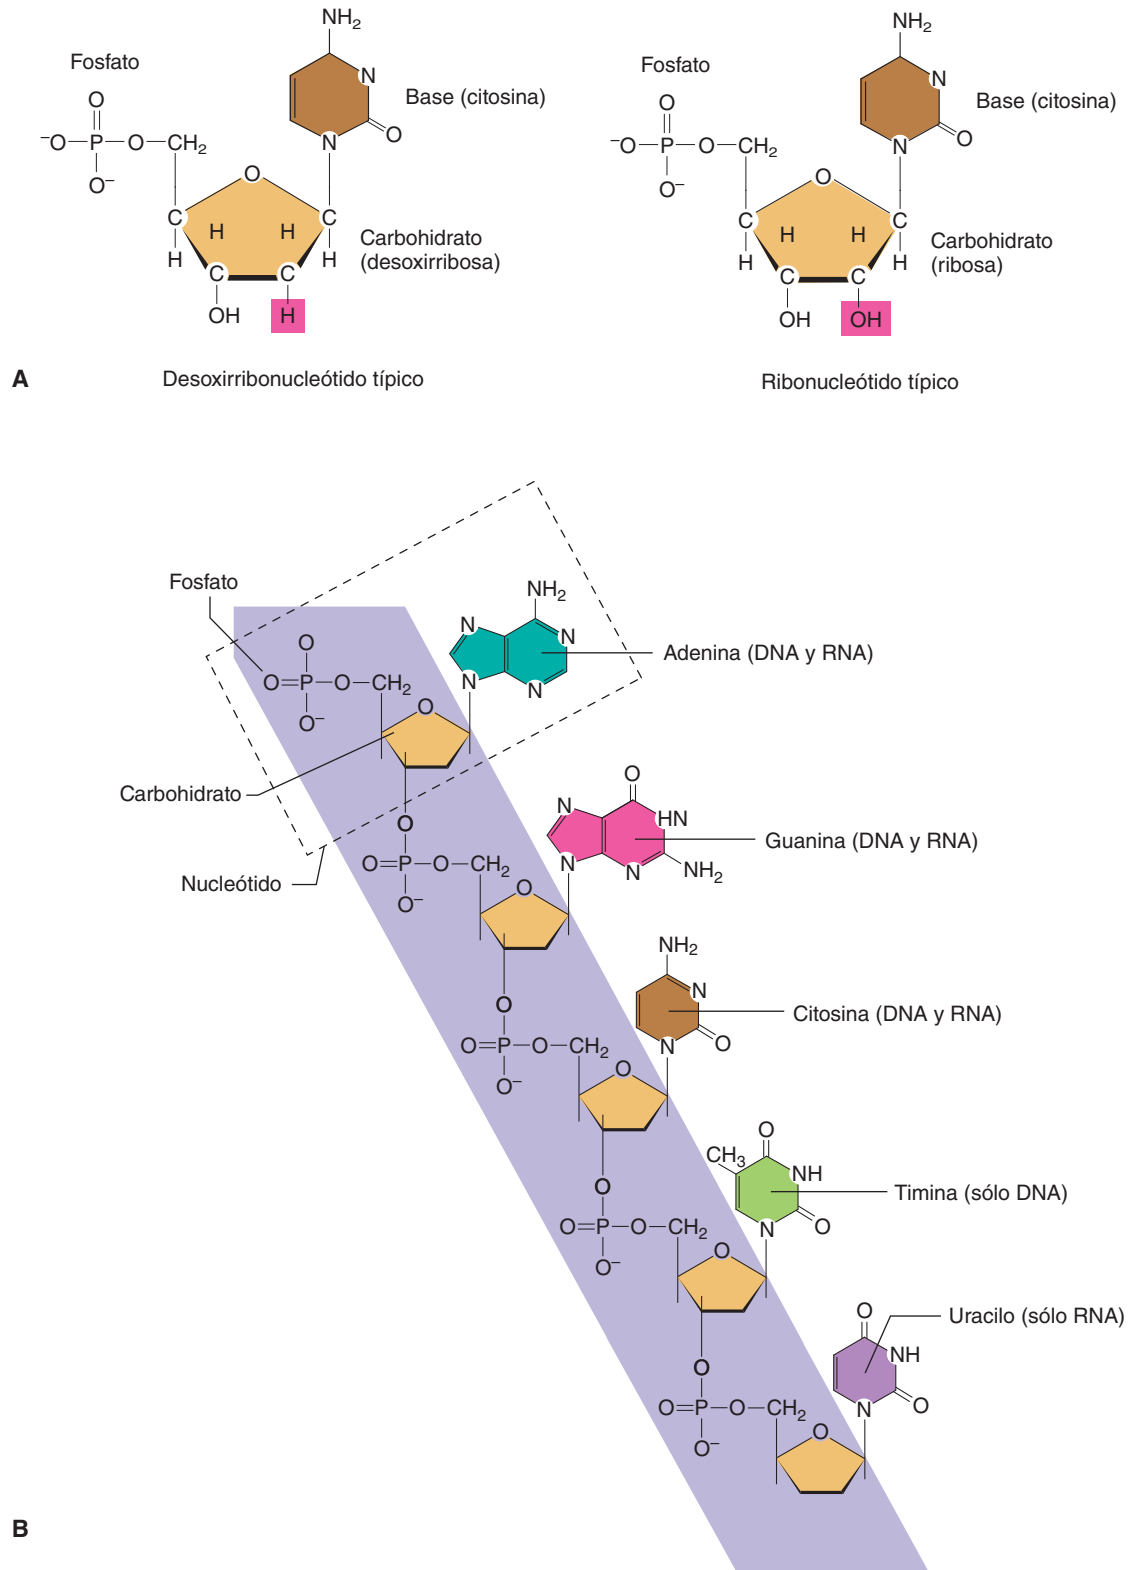 NH2
Fosfato
N
Base (citosina)
O
O
−O—P—O—CH2
N
O−
O
C
H
H
C
Carbohidrato
(desoxirribosa)
H
H
C
C
OH
H
Desoxirribonucleótido típico
NH2
Fosfato
N
Base (citosina)
O
O
−O—P—O—CH2
N
O−
O
C
H
H
C
Carbohidrato
(ribosa)
H
H
C
C
OH
OH
Ribonucleótido típico
A
Fosfato
NH2
N
N
Adenina (DNA y RNA)
N
N
O
O=P—O—CH2
O−
O
Carbohidrato
Nucleótido
O
N
HN
Guanina (DNA y RNA)
N
N
NH2
O
O=P—O—CH2
O−
O
NH2
N
Citosina (DNA y RNA)
N
O
O
O=P—O—CH2
O−
O
O
CH3
NH
Timina (sólo DNA)
N
O
O
O=P—O—CH2
O−
O
O
Uracilo (sólo RNA)
NH
N
O
O
O=P—O—CH2
O−
O
B